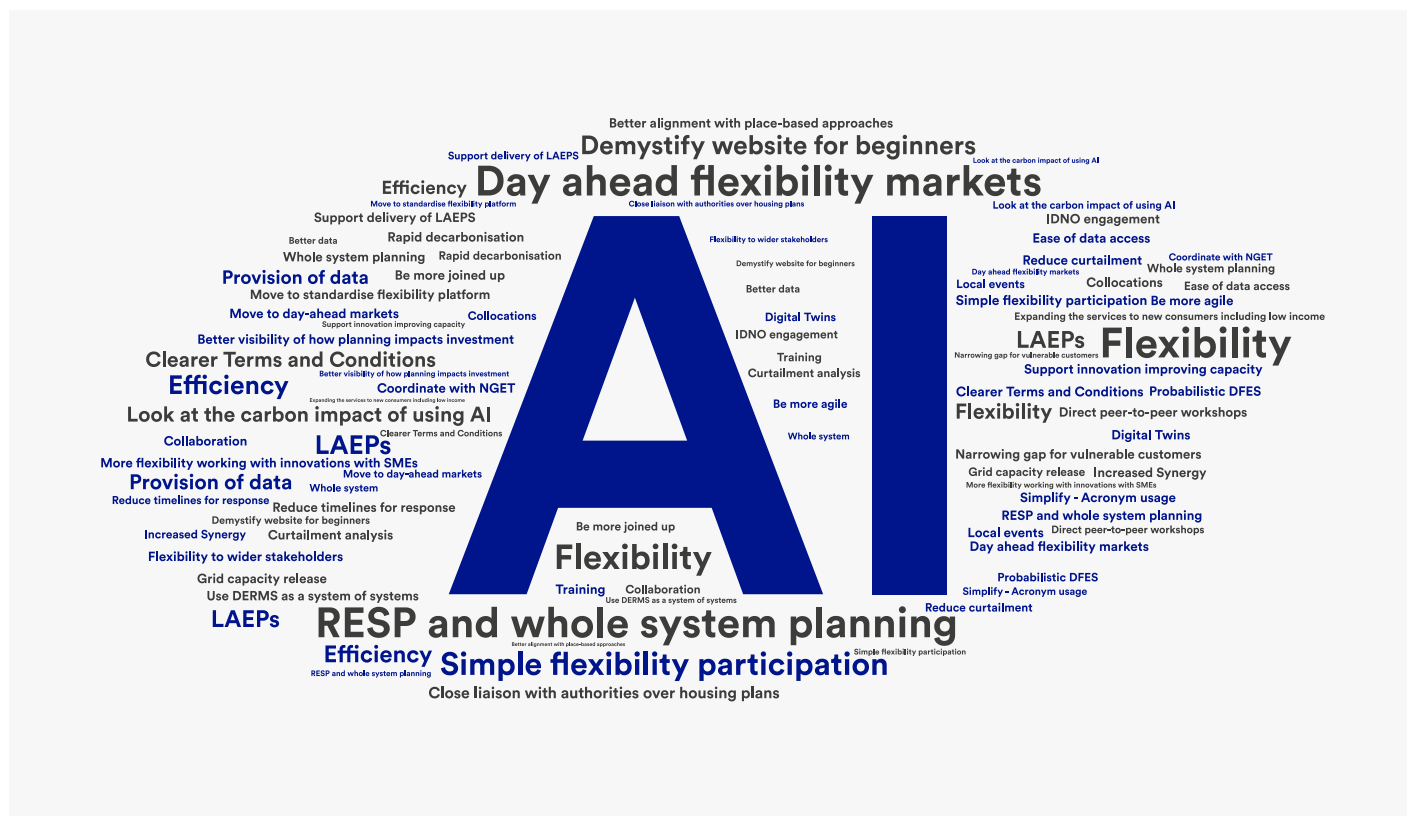 Better alignment with place-based approaches
Demystify website for beginners
Support delivery of LAEPS
Look at the carbon impact of using AI
Day ahead flexibility markets
Efficiency
Move to standardise flexibility platform
Close liaison with authorities over housing plans
Look at the carbon impact of using AI
Support delivery of LAEPS
IDNO engagement
Better data
Rapid decarbonisation
Flexibility to wider stakeholders
Ease of data access
Whole system planning
Rapid decarbonisation
Demystify website for beginners
Reduce curtailment
Coordinate with NGET
Whole system planning
Day ahead flexibility markets
Provision of data
Be more joined up
Better data
Local events
Collocations
Ease of data access
Move to standardise flexibility platform
Simple flexibility participation
Be more agile
Move to day-ahead markets
Collocations
Digital Twins
Expanding the services to new consumers including low income
Support innovation improving capacity
AI
IDNO engagement
Better visibility of how planning impacts investment
LAEPs
Flexibility
Narrowing gap for vulnerable customers
Clearer Terms and Conditions
Training
Support innovation improving capacity
Better visibility of how planning impacts investment
Curtailment analysis
Efficiency
Coordinate with NGET
Clearer Terms and Conditions
Probabilistic DFES
Expanding the services to new consumers including low income
Be more agile
Look at the carbon impact of using AI
Flexibility
Direct peer-to-peer workshops
Clearer Terms and Conditions
Whole system
Digital Twins
Collaboration
LAEPs
Narrowing gap for vulnerable customers
More flexibility working with innovations with SMEs
Move to day-ahead markets
Grid capacity release
Increased Synergy
Provision of data
Whole system
More flexibility working with innovations with SMEs
Reduce timelines for response
Simplify - Acronym usage
Reduce timelines for response
RESP and whole system planning
Demystify website for beginners
Be more joined up
Direct peer-to-peer workshops
Increased Synergy
Curtailment analysis
Local events
Day ahead flexibility markets
Flexibility to wider stakeholders
Flexibility
Grid capacity release
Probabilistic DFES
Training
Collaboration
Simplify - Acronym usage
Use DERMS as a system of systems
Use DERMS as a system of systems
Reduce curtailment
LAEPs
RESP and whole system planning
Better alignment with place-based approaches
Simple flexibility participation
Efficiency
Simple flexibility participation
RESP and whole system planning
Close liaison with authorities over housing plans